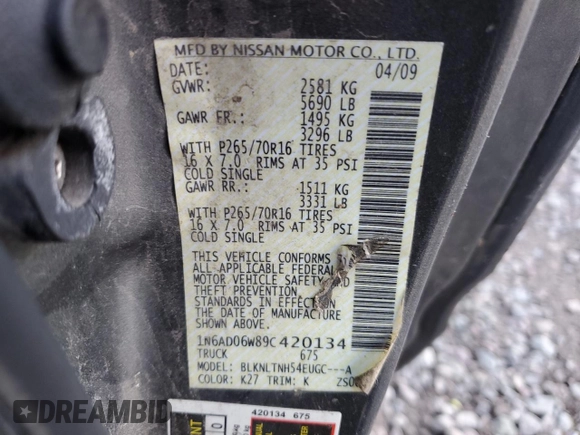 MFD BY NISSAN MOTOR CO., LTD.
DATE: 04/09
GVWR: 2581 KG
5690 LB
GAWR FR.: 1495 KG
3296 LB
WITH P265/70R16 TIRES
16 X 7.0 RIMS AT 35 PSI
COLD SINGLE
GAWR RR.: 1511 KG
3331 LB
WITH P265/70R16 TIRES
16 X 7.0 RIMS AT 35 PSI
COLD SINGLE
THIS VEHICLE CONFORMS TO
ALL APPLICABLE FEDERAL
MOTOR VEHICLE SAFETY AND
THEFT PREVENTION
STANDARDS IN EFFECT
THE DATE OF MANUFACTURE
SHOWN ABOVE.
1N6AD06W89C420134
TRUCK 675
MODEL: BLKNLTNH54EUGC---A
COLOR: K27 TRIM: K
420134 675
EPICBIDAMERICA